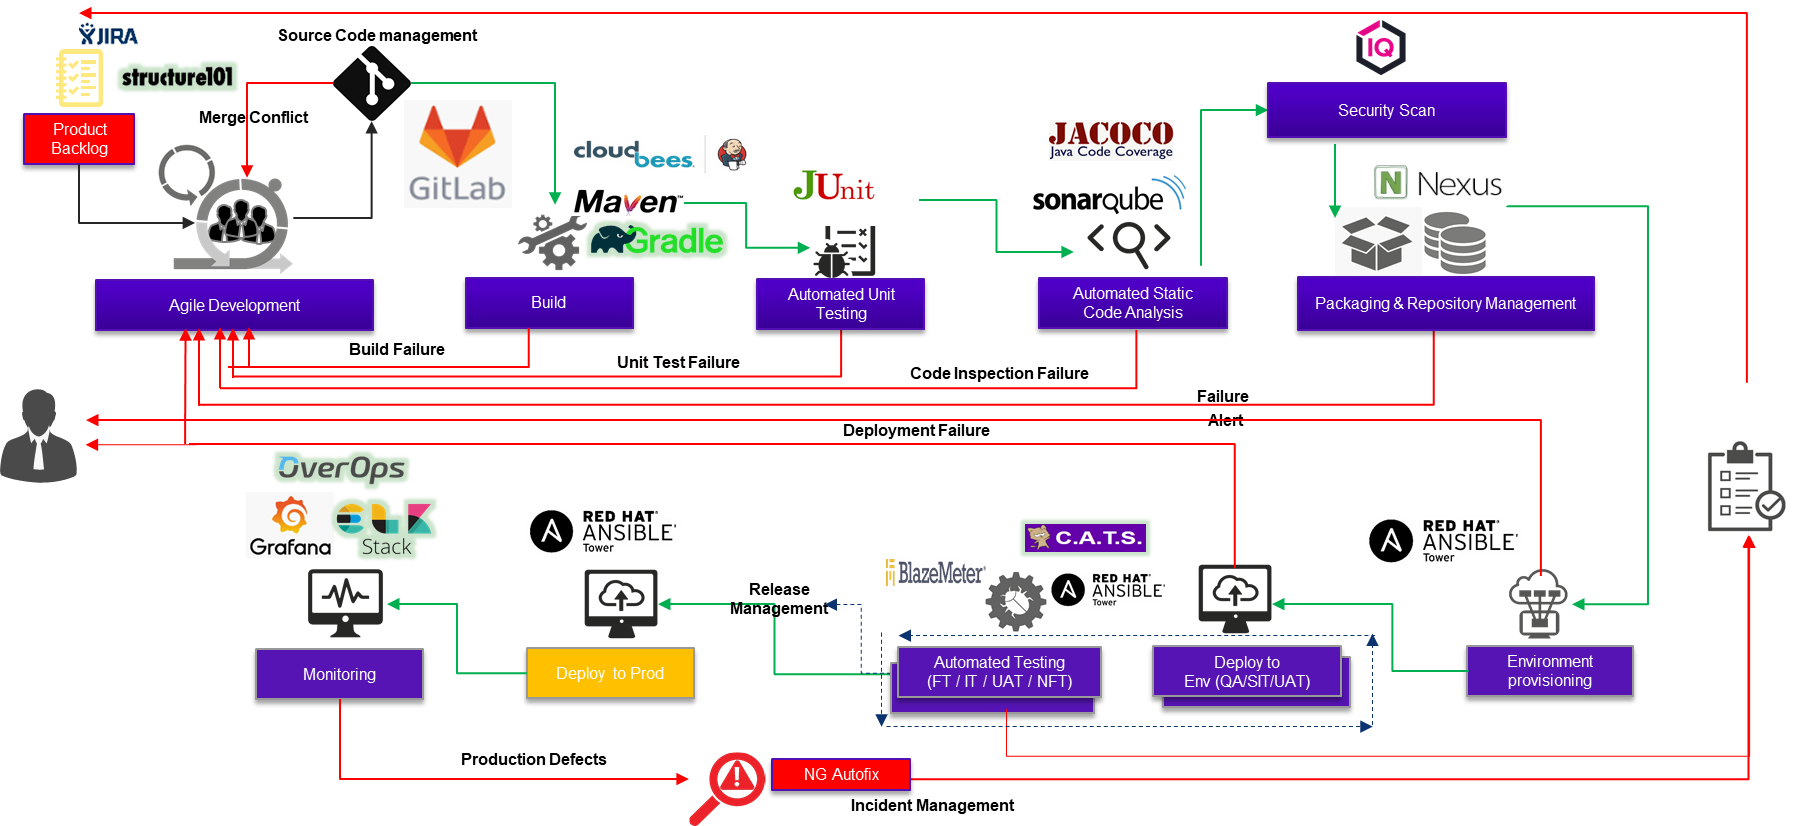 JIRA
structure101
Product
Backlog
Source Code management
Merge Conflict
GitLab
Agile Development
cloudbees.
Maven™
Gradle
Build
JUnit
Automated Unit
Testing
JACOCO
Java Code Coverage
sonarqube
Automated Static
Code Analysis
IQ
Security Scan
N Nexus
Packaging & Repository Management
Build Failure
Unit Test Failure
Code Inspection Failure
Failure
Alert
Deployment Failure
OverOps
Grafana
ELK
Stack
Monitoring
A RED HAT®
ANSIBLE®
Tower
Deploy to Prod
Release
Management
BlazeMeter®
C.A.T.S.
A RED HAT®
ANSIBLE®
Tower
Automated Testing
(FT / IT / UAT / NFT)
Deploy to
Env (QA/SIT/UAT)
A RED HAT®
ANSIBLE®
Tower
Environment
provisioning
Production Defects
NG Autofix
Incident Management